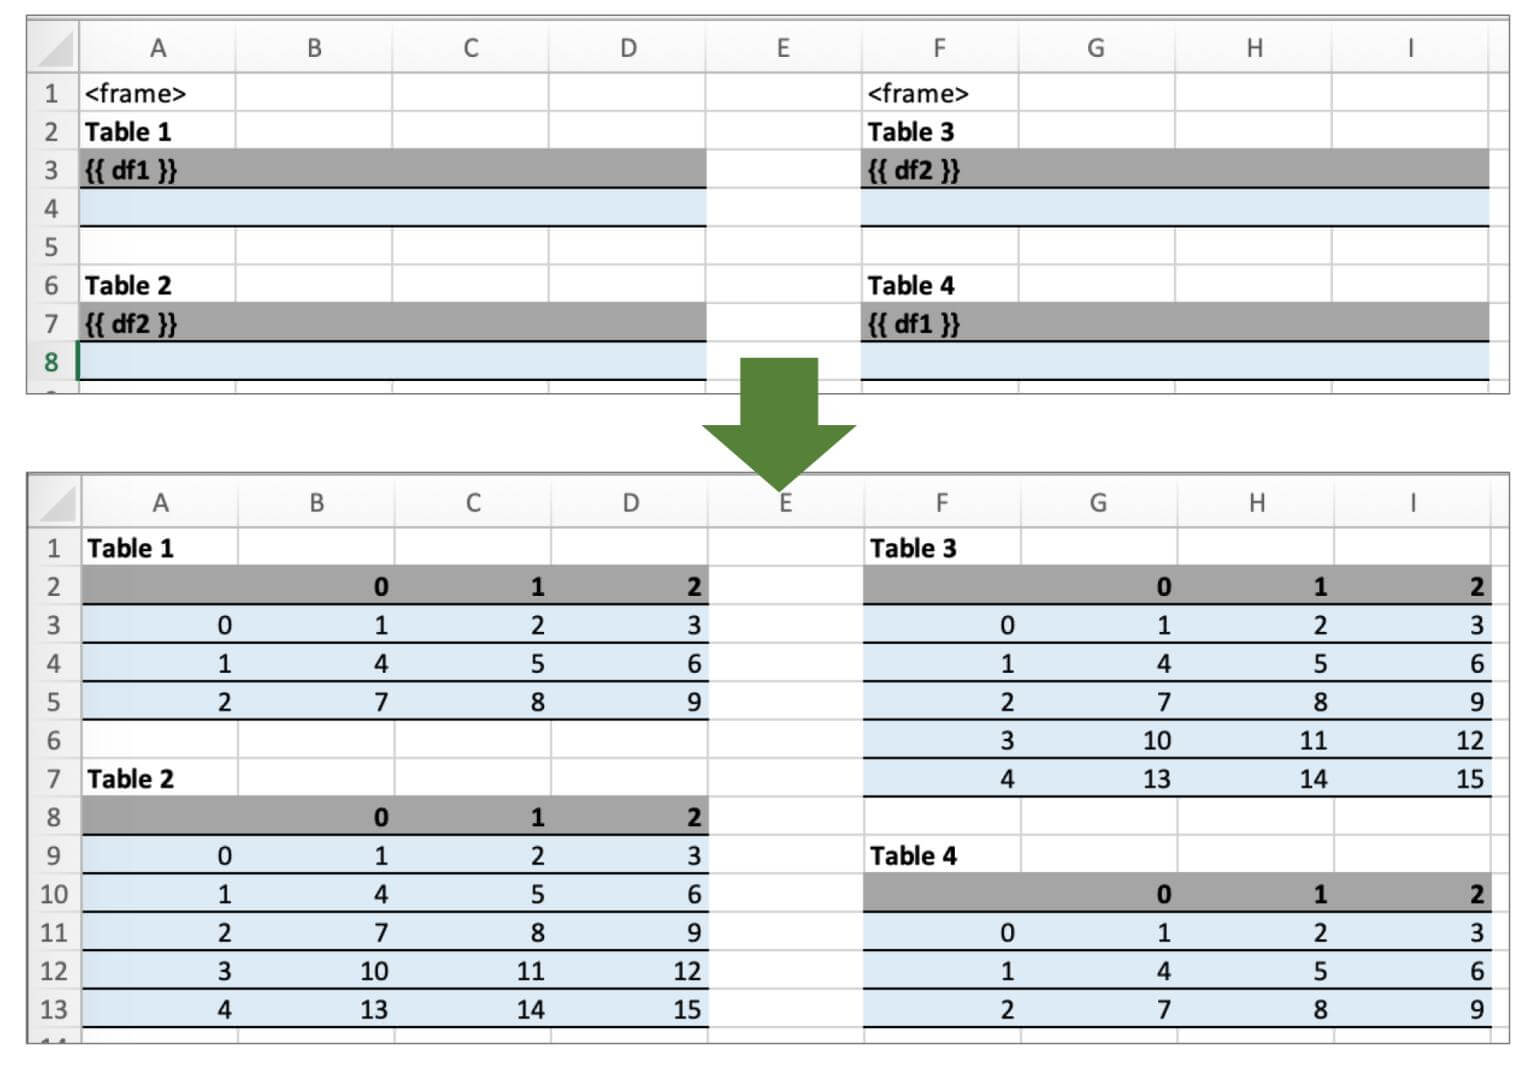 A B C D E F G H I
1 <frame> <frame>
2 Table 1 Table 3
3 {{ df1 }} {{ df2 }}
4
5
6 Table 2 Table 4
7 {{ df2 }} {{ df1 }}
8
A B C D E F G H I
1 Table 1 Table 3
2 0 1 2 0 1 2
3 0 1 2 3 0 1 2 3
4 1 4 5 6 1 4 5 6
5 2 7 8 9 2 7 8 9
6 3 10 11 12
7 Table 2 4 13 14 15
8 0 1 2
9 0 1 2 3 Table 4
10 1 4 5 6 0 1 2
11 2 7 8 9 0 1 2 3
12 3 10 11 12 1 4 5 6
13 4 13 14 15 2 7 8 9